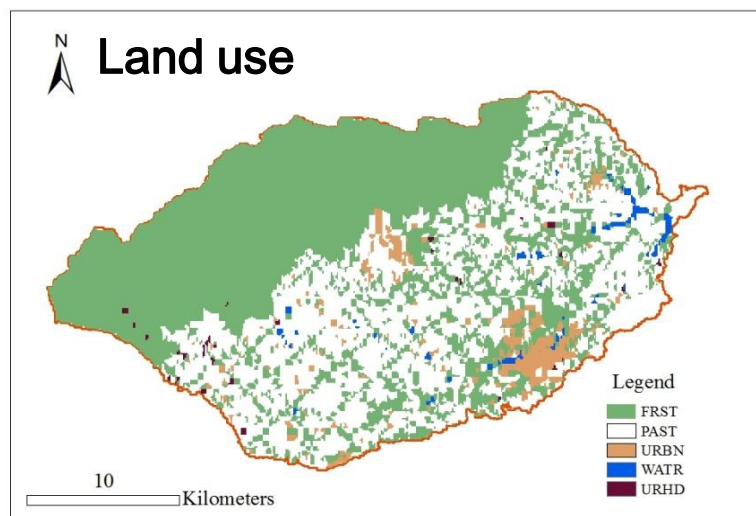 N
Land use
Legend
FRST
PAST
URBN
WATR
URHD
10
Kilometers